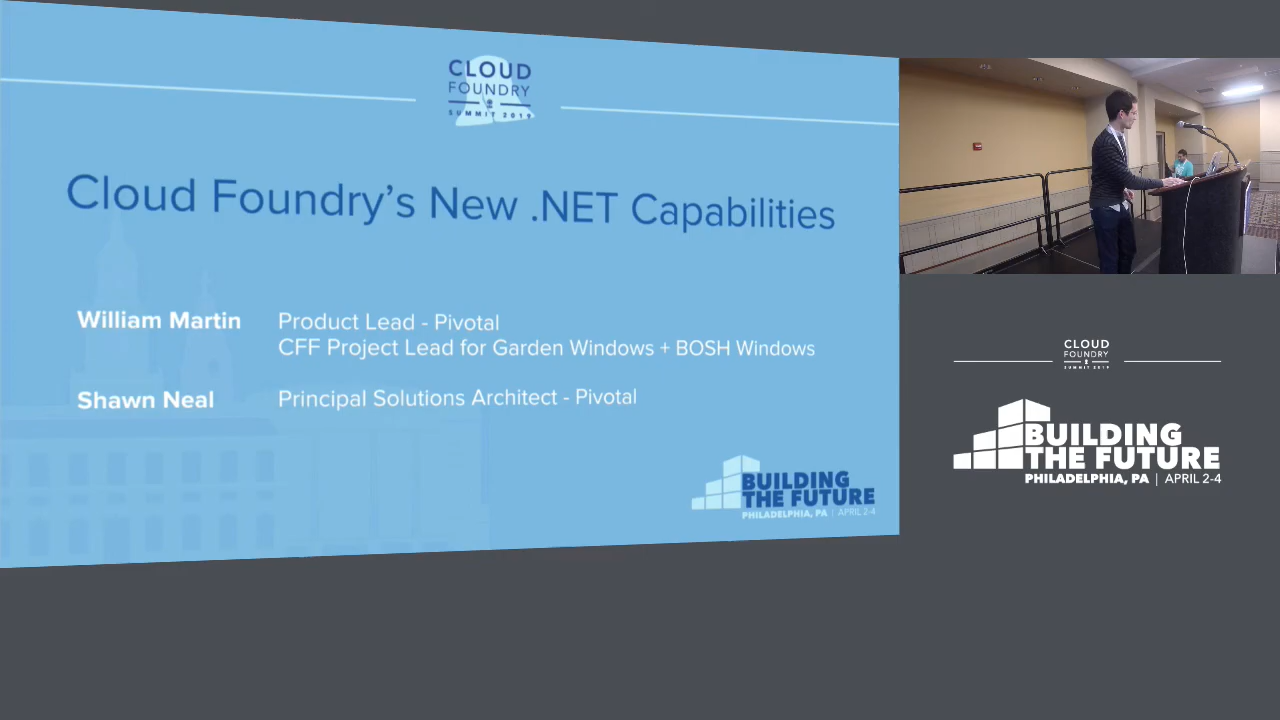 CLOUD
FOUNDRY
SUMMIT 2019
Cloud Foundry's New .NET Capabilities
William Martin
Product Lead - Pivotal
CFF Project Lead for Garden Windows + BOSH Windows
Shawn Neal
Principal Solutions Architect - Pivotal
BUILDING
THE FUTURE
PHILADELPHIA, PA | APRIL 2-4
CLOUD
FOUNDRY
SUMMIT 2019
BUILDING
THE FUTURE
PHILADELPHIA, PA | APRIL 2-4